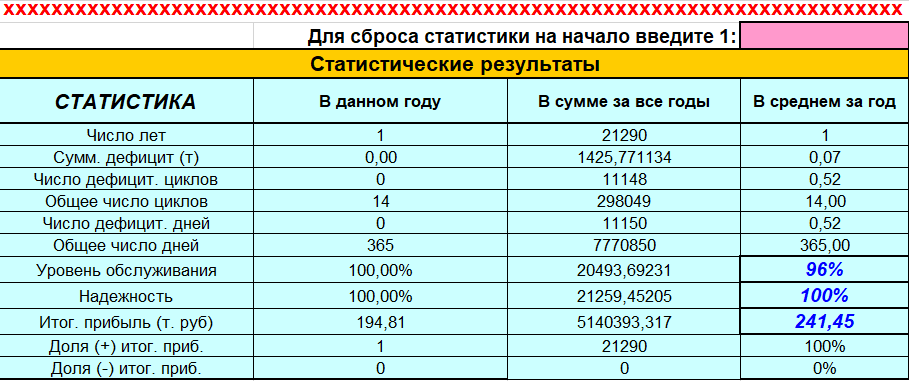 xxxxxxxxxxxxxxxxxxxxxxxxxxxxxxxxxxxxxxxxxxxxxxxxxxxxxxxxxxxxxxxxxxxx
Для сброса статистики на начало введите 1:
Статистические результаты
СТАТИСТИКА В данном году В сумме за все годы В среднем за год
Число лет 1 21290 1
Сумм. дефицит (т) 0,00 1425,771134 0,07
Число дефицит. циклов 0 11148 0,52
Общее число циклов 14 298049 14,00
Число дефицит. дней 0 11150 0,52
Общее число дней 365 7770850 365,00
Уровень обслуживания 100,00% 20493,69231 96%
Надежность 100,00% 21259,45205 100%
Итог. прибыль (т. руб) 194,81 5140393,317 241,45
Доля (+) итог. приб. 1 21290 100%
Доля (-) итог. приб. 0 0 0%